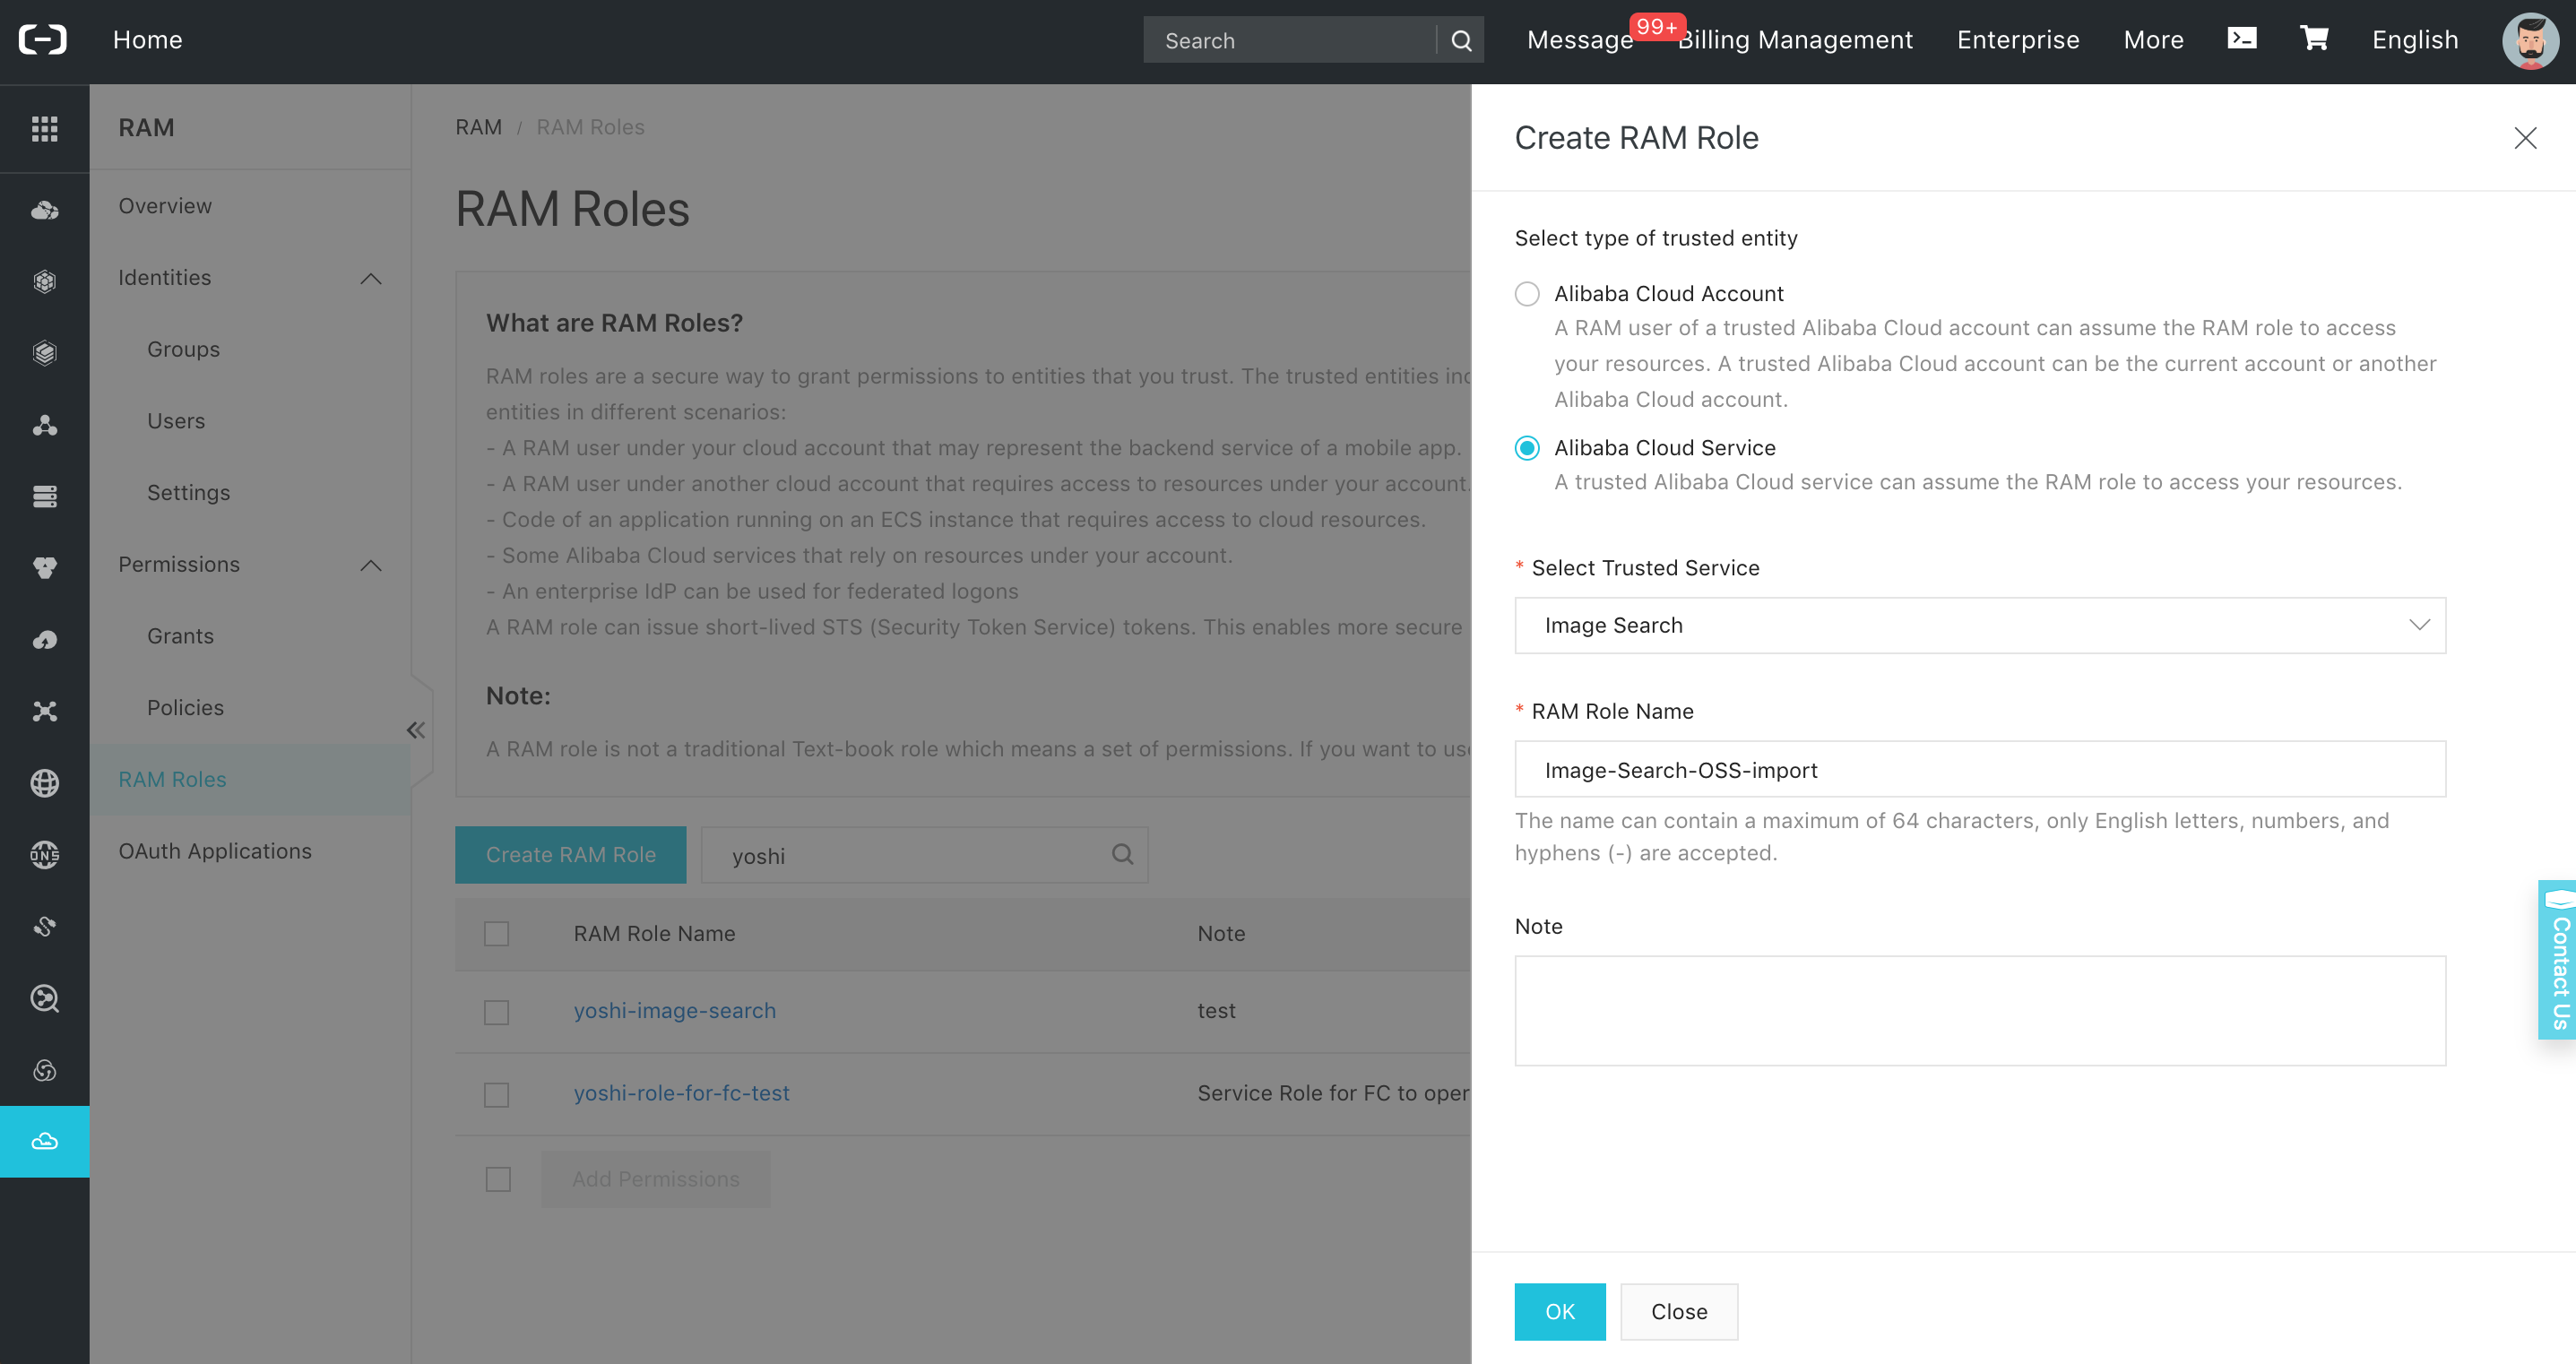 Home
Search
Message
99+
Billing Management
Enterprise
More
English
RAM
Overview
Identities
Groups
Users
Settings
Permissions
Grants
Policies
RAM Roles
OAuth Applications
RAM / RAM Roles
RAM Roles
What are RAM Roles?
RAM roles are a secure way to grant permissions to entities that you trust. The trusted entities
entities in different scenarios:
- A RAM user under your cloud account that may represent the backend service of a mobile app.
- A RAM user under another cloud account that requires access to resources under your account.
- Code of an application running on an ECS instance that requires access to cloud resources.
- Some Alibaba Cloud services that rely on resources under your account.
- An enterprise IdP can be used for federated logons
A RAM role can issue short-lived STS (Security Token Service) tokens. This enables more secure
Note:
A RAM role is not a traditional Text-book role which means a set of permissions. If you want to
Create RAM Role
yoshi
RAM Role Name
Note
yoshi-image-search
test
yoshi-role-for-fc-test
Service Role for FC to oper
Add Permissions
Create RAM Role
Select type of trusted entity
Alibaba Cloud Account
A RAM user of a trusted Alibaba Cloud account can assume the RAM role to access
your resources. A trusted Alibaba Cloud account can be the current account or another
Alibaba Cloud account.
Alibaba Cloud Service
A trusted Alibaba Cloud service can assume the RAM role to access your resources.
* Select Trusted Service
Image Search
* RAM Role Name
Image-Search-OSS-import
The name can contain a maximum of 64 characters, only English letters, numbers, and
hyphens (-) are accepted.
Note
OK
Close
Contact Us
DNS